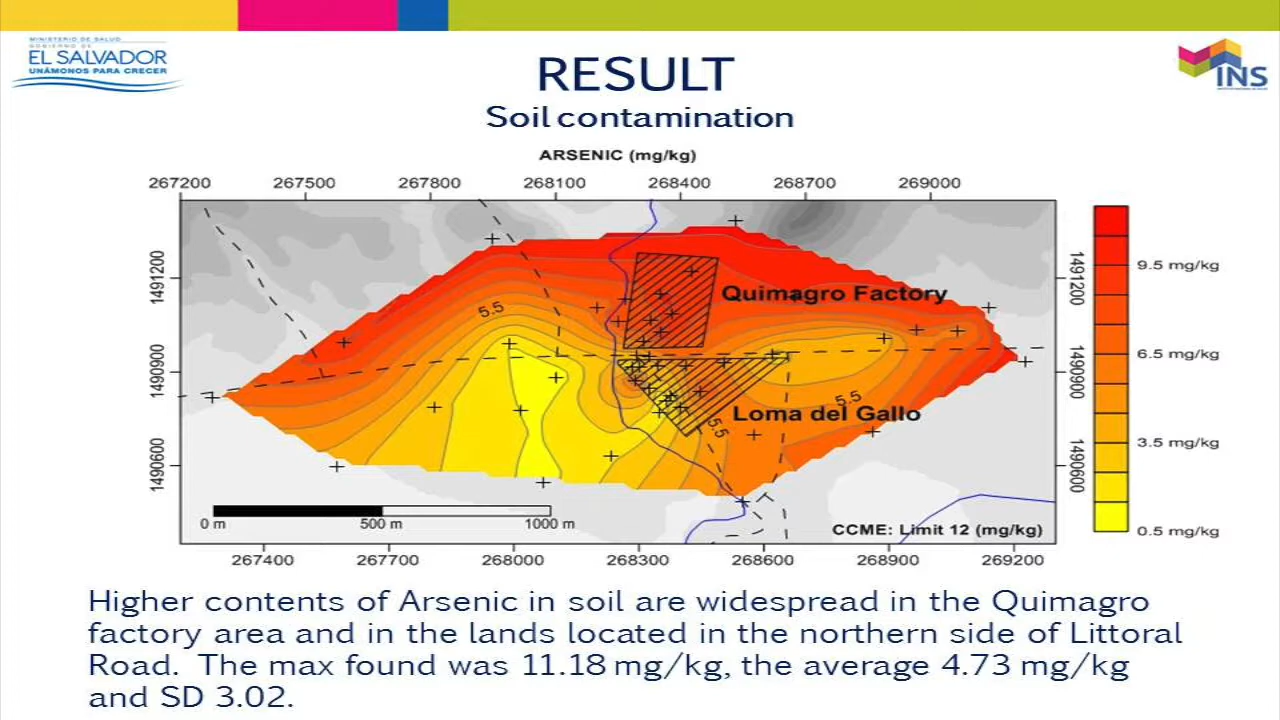 MINISTERIO DE SALUD
GOBIERNO DE
EL SALVADOR
UNÁMONOS PARA CRECER
INS
RESULT
Soil contamination
ARSENIC (mg/kg)
267200 267500 267800 268100 268400 268700 269000
1491200 1490900 1490600
1491200 1490900 1490600
5.5
Quimagro Factory
5.5
Loma del Gallo
5.5
0 m 500 m 1000 m
CCME: Limit 12 (mg/kg)
267400 267700 268000 268300 268600 268900 269200
9.5 mg/kg
6.5 mg/kg
3.5 mg/kg
0.5 mg/kg
Higher contents of Arsenic in soil are widespread in the Quimagro
factory area and in the lands located in the northern side of Littoral
Road. The max found was 11.18 mg/kg, the average 4.73 mg/kg
and SD 3.02.